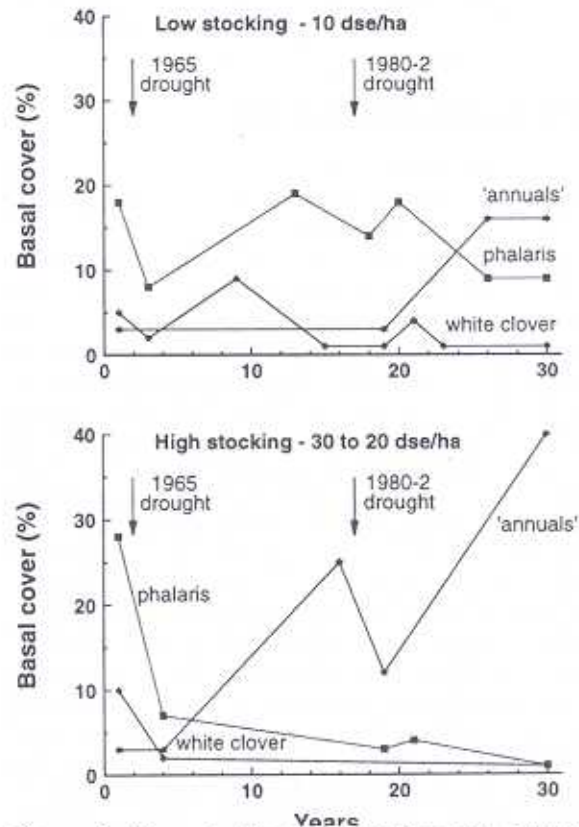 Low stocking - 10 dse/ha
40
30
20
10
0
Basal cover (%)
1965
drought
1980-2
drought
'annuals'
phalaris
white clover
0
10
20
30
High stocking - 30 to 20 dse/ha
40
30
20
10
0
Basal cover (%)
1965
drought
1980-2
drought
phalaris
'annuals'
white clover
0
10
20
30
Years